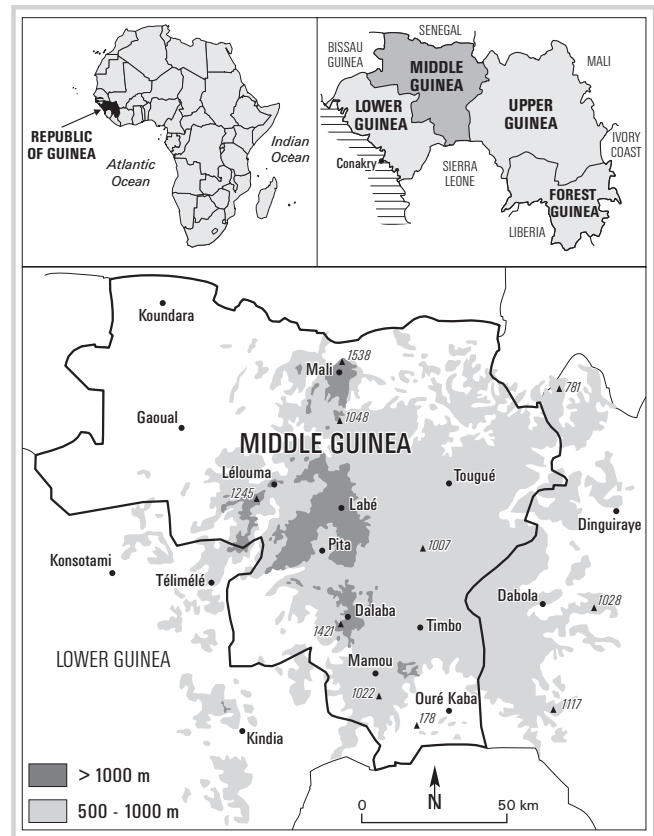 REPUBLIC
OF GUINEA
Atlantic
Ocean
Indian
Ocean
SENEGAL
BISSAU
GUINEA
MIDDLE
GUINEA
MALI
LOWER
GUINEA
UPPER
GUINEA
Conakry
SIERRA
LEONE
IVORY
COAST
FOREST
GUINEA
LIBERIA
Koundara
1538
Mali
781
1048
Gaoual
MIDDLE GUINEA
Lélouma
1245
Tougué
Labé
Dinguiraye
Pita
1007
Konsotami
Télimélé
Dabola
1028
Dalaba
1421
Timbo
LOWER GUINEA
Mamou
1022
Ouré Kaba
178
1117
Kindia
> 1000 m
500 - 1000 m
N
0 50 km